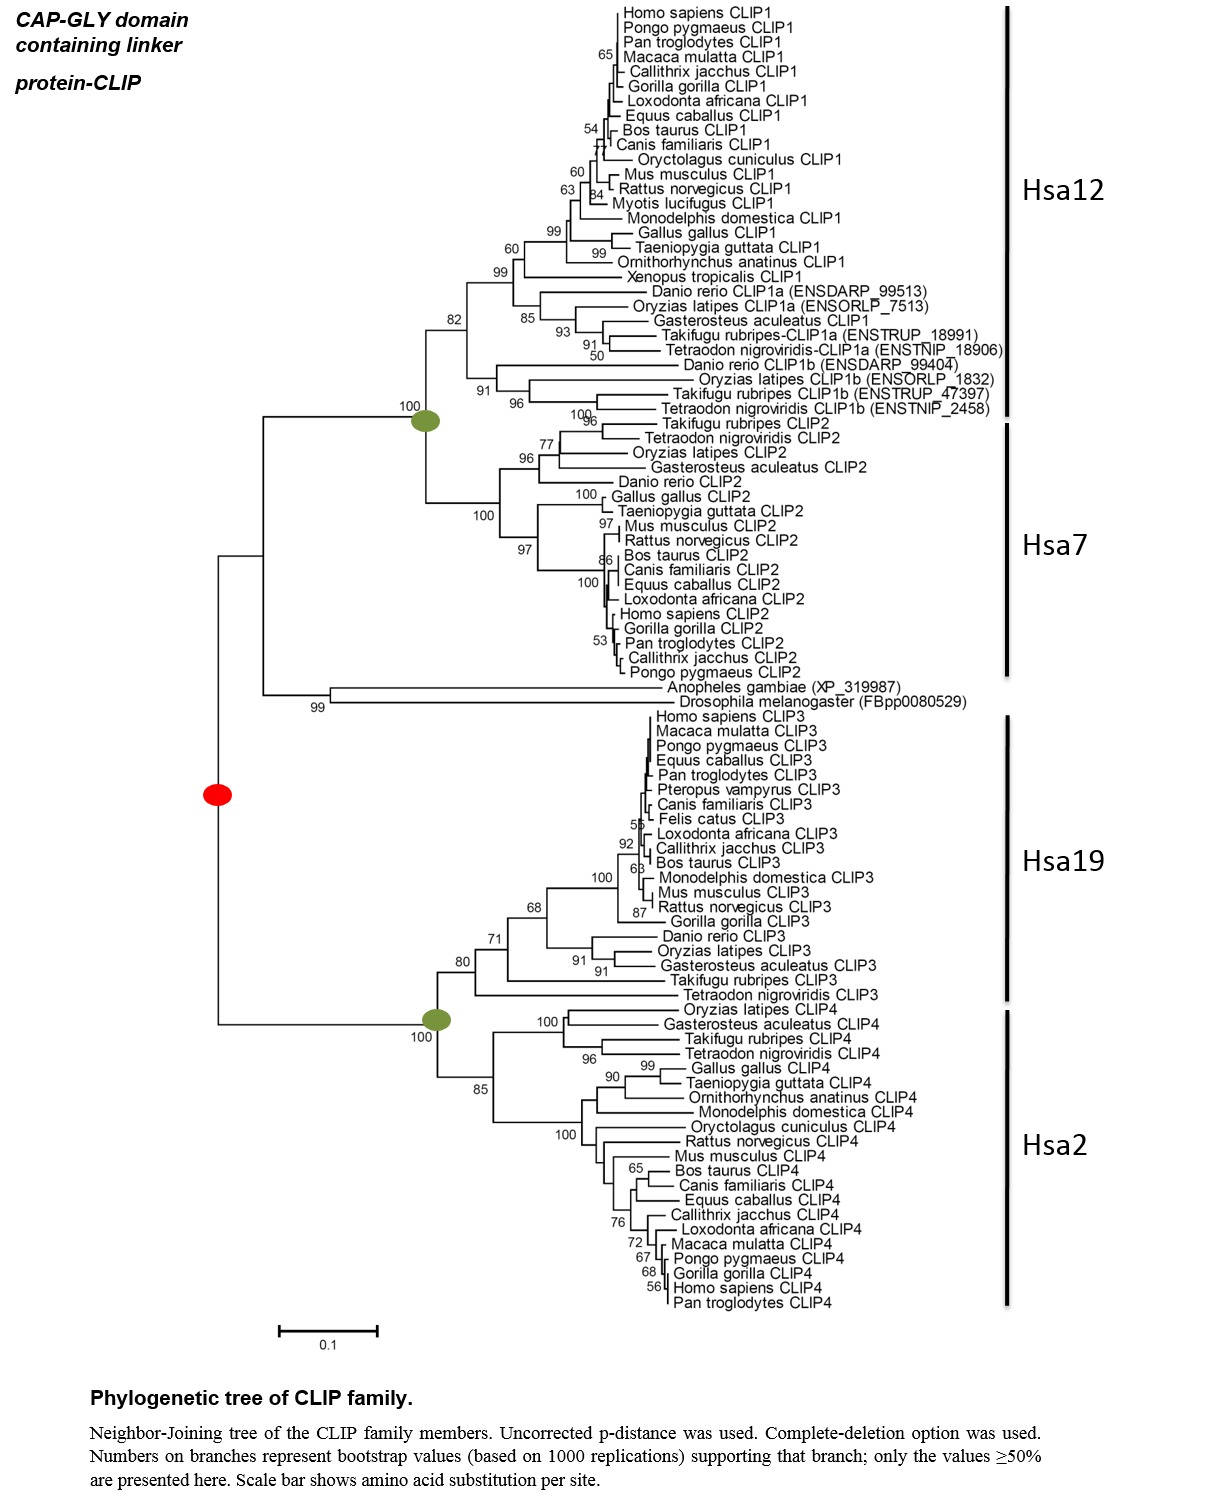 CAP-GLY domain
containing linker
protein-CLIP
Homo sapiens CLIP1
Pongo pygmaeus CLIP1
Pan troglodytes CLIP1
65
Macaca mulatta CLIP1
Callithrix jacchus CLIP1
Gorilla gorilla CLIP1
Loxodonta africana CLIP1
Equus caballus CLIP1
54
Bos taurus CLIP1
Canis familiaris CLIP1
77
Oryctolagus cuniculus CLIP1
60
Mus musculus CLIP1
63
Rattus norvegicus CLIP1
Hsa12
84
Myotis lucifugus CLIP1
Monodelphis domestica CLIP1
99
Gallus gallus CLIP1
60
Taeniopygia guttata CLIP1
99
Ornithorhynchus anatinus CLIP1
99
Xenopus tropicalis CLIP1
Danio rerio CLIP1a (ENSDARP_99513)
Oryzias latipes CLIP1a (ENSORLP_7513)
82
85
Gasterosteus aculeatus CLIP1
93
Takifugu rubripes-CLIP1a (ENSTRUP_18991)
91
Tetraodon nigroviridis-CLIP1a (ENSTNIP_18906)
50
Danio rerio CLIP1b (ENSDARP_99404)
Oryzias latipes CLIP1b (ENSORLP_1832)
91
Takifugu rubripes CLIP1b (ENSTRUP_47397)
96
100
Tetraodon nigroviridis CLIP1b (ENSTNIP_2458)
100
96
Takifugu rubripes CLIP2
Tetraodon nigroviridis CLIP2
77
Oryzias latipes CLIP2
96
Gasterosteus aculeatus CLIP2
Danio rerio CLIP2
100
Gallus gallus CLIP2
Taeniopygia guttata CLIP2
100
97
Mus musculus CLIP2
Rattus norvegicus CLIP2
97
Hsa7
Bos taurus CLIP2
86
Canis familiaris CLIP2
100
Equus caballus CLIP2
Loxodonta africana CLIP2
Homo sapiens CLIP2
Gorilla gorilla CLIP2
53
Pan troglodytes CLIP2
Callithrix jacchus CLIP2
Pongo pygmaeus CLIP2
Anopheles gambiae (XP_319987)
99
Drosophila melanogaster (FBpp0080529)
Homo sapiens CLIP3
Macaca mulatta CLIP3
Pongo pygmaeus CLIP3
Equus caballus CLIP3
Pan troglodytes CLIP3
Pteropus vampyrus CLIP3
Canis familiaris CLIP3
Felis catus CLIP3
55
Loxodonta africana CLIP3
92
Callithrix jacchus CLIP3
Bos taurus CLIP3
Hsa19
63
100
Monodelphis domestica CLIP3
Mus musculus CLIP3
68
87
Rattus norvegicus CLIP3
Gorilla gorilla CLIP3
71
Danio rerio CLIP3
Oryzias latipes CLIP3
80
91
Gasterosteus aculeatus CLIP3
91
Takifugu rubripes CLIP3
Tetraodon nigroviridis CLIP3
Oryzias latipes CLIP4
100
Gasterosteus aculeatus CLIP4
100
Takifugu rubripes CLIP4
96
Tetraodon nigroviridis CLIP4
99
Gallus gallus CLIP4
90
Taeniopygia guttata CLIP4
85
Ornithorhynchus anatinus CLIP4
Monodelphis domestica CLIP4
Oryctolagus cuniculus CLIP4
100
Rattus norvegicus CLIP4
Hsa2
Mus musculus CLIP4
65
Bos taurus CLIP4
Canis familiaris CLIP4
Equus caballus CLIP4
Callithrix jacchus CLIP4
76
Loxodonta africana CLIP4
72
Macaca mulatta CLIP4
67
Pongo pygmaeus CLIP4
68
Gorilla gorilla CLIP4
56
Homo sapiens CLIP4
Pan troglodytes CLIP4
0.1
Phylogenetic tree of CLIP family.
Neighbor-Joining tree of the CLIP family members. Uncorrected p-distance was used. Complete-deletion option was used.
Numbers on branches represent bootstrap values (based on 1000 replications) supporting that branch; only the values ≥50%
are presented here. Scale bar shows amino acid substitution per site.